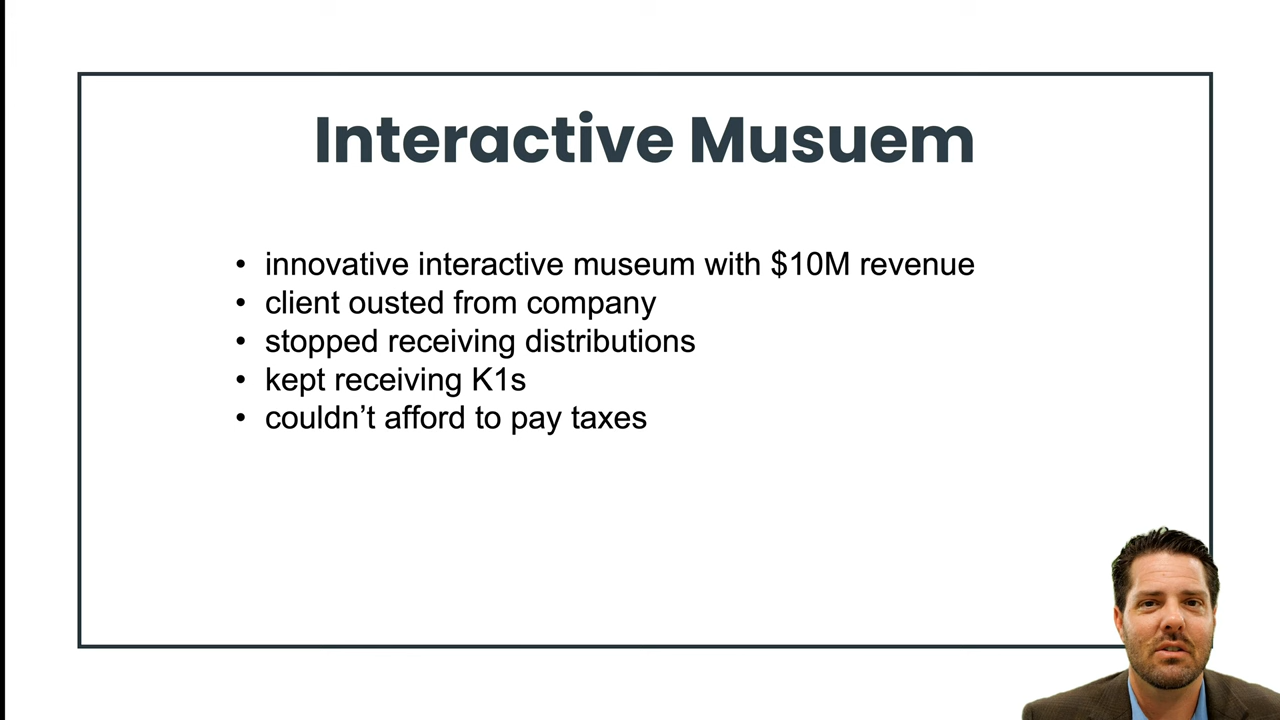 Interactive Musuem
• innovative interactive museum with $10M revenue
• client ousted from company
• stopped receiving distributions
• kept receiving K1s
• couldn’t afford to pay taxes